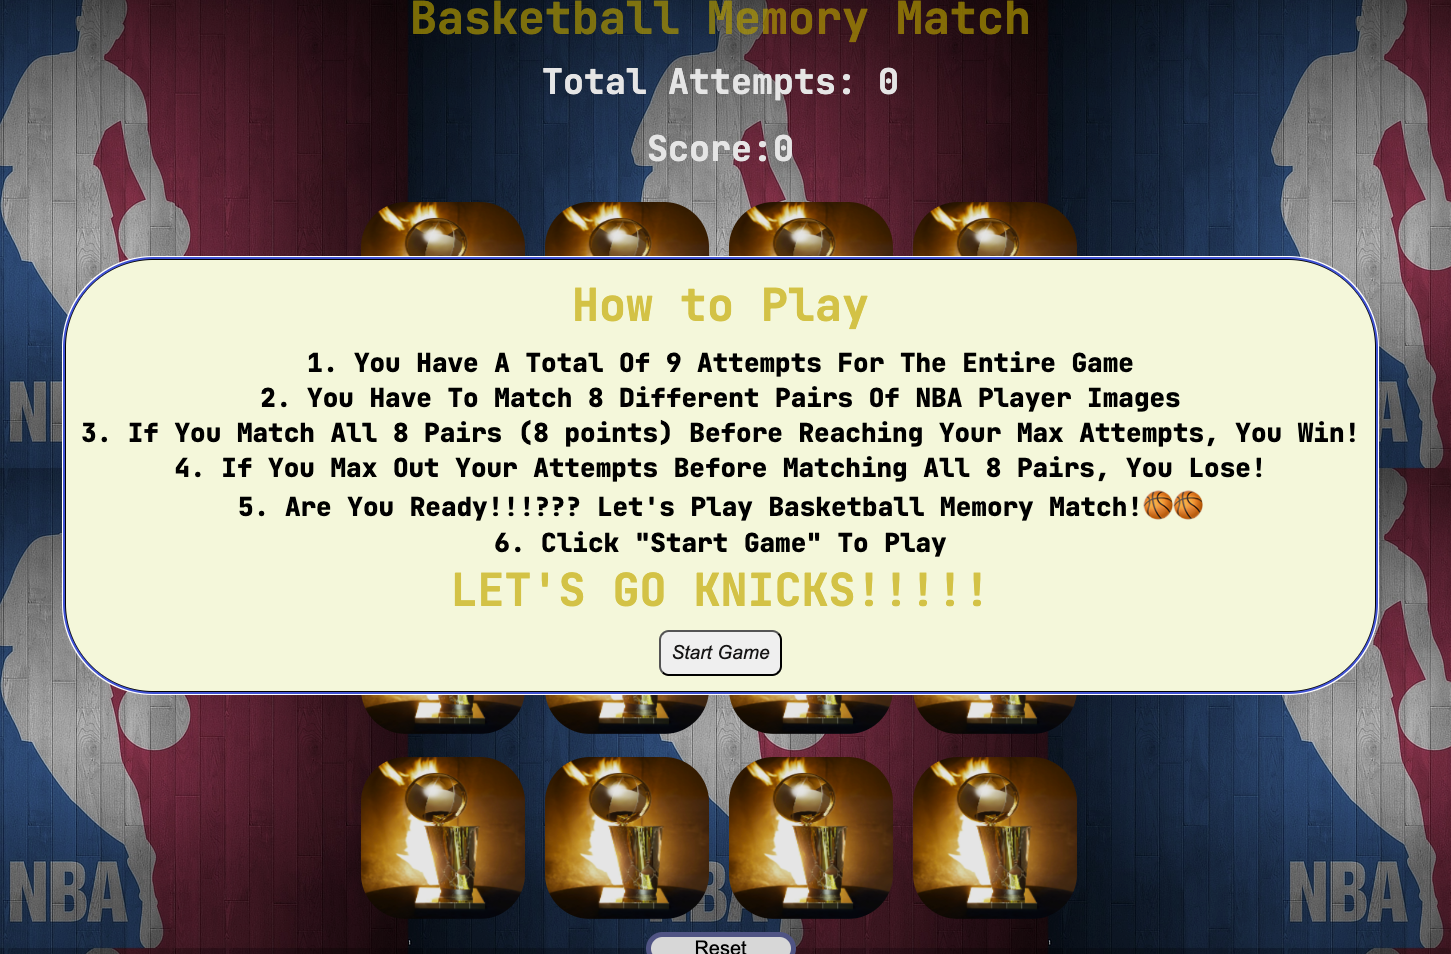 Basketball Memory Match
Total Attempts: 0
Score:0
How to Play
1. You Have A Total Of 9 Attempts For The Entire Game
2. You Have To Match 8 Different Pairs Of NBA Player Images
3. If You Match All 8 Pairs (8 points) Before Reaching Your Max Attempts, You Win!
4. If You Max Out Your Attempts Before Matching All 8 Pairs, You Lose!
5. Are You Ready!!!??? Let's Play Basketball Memory Match!🏀🏀
6. Click "Start Game" To Play
LET'S GO KNICKS!!!!!
Start Game
NBA
NBA
NBA
Reset